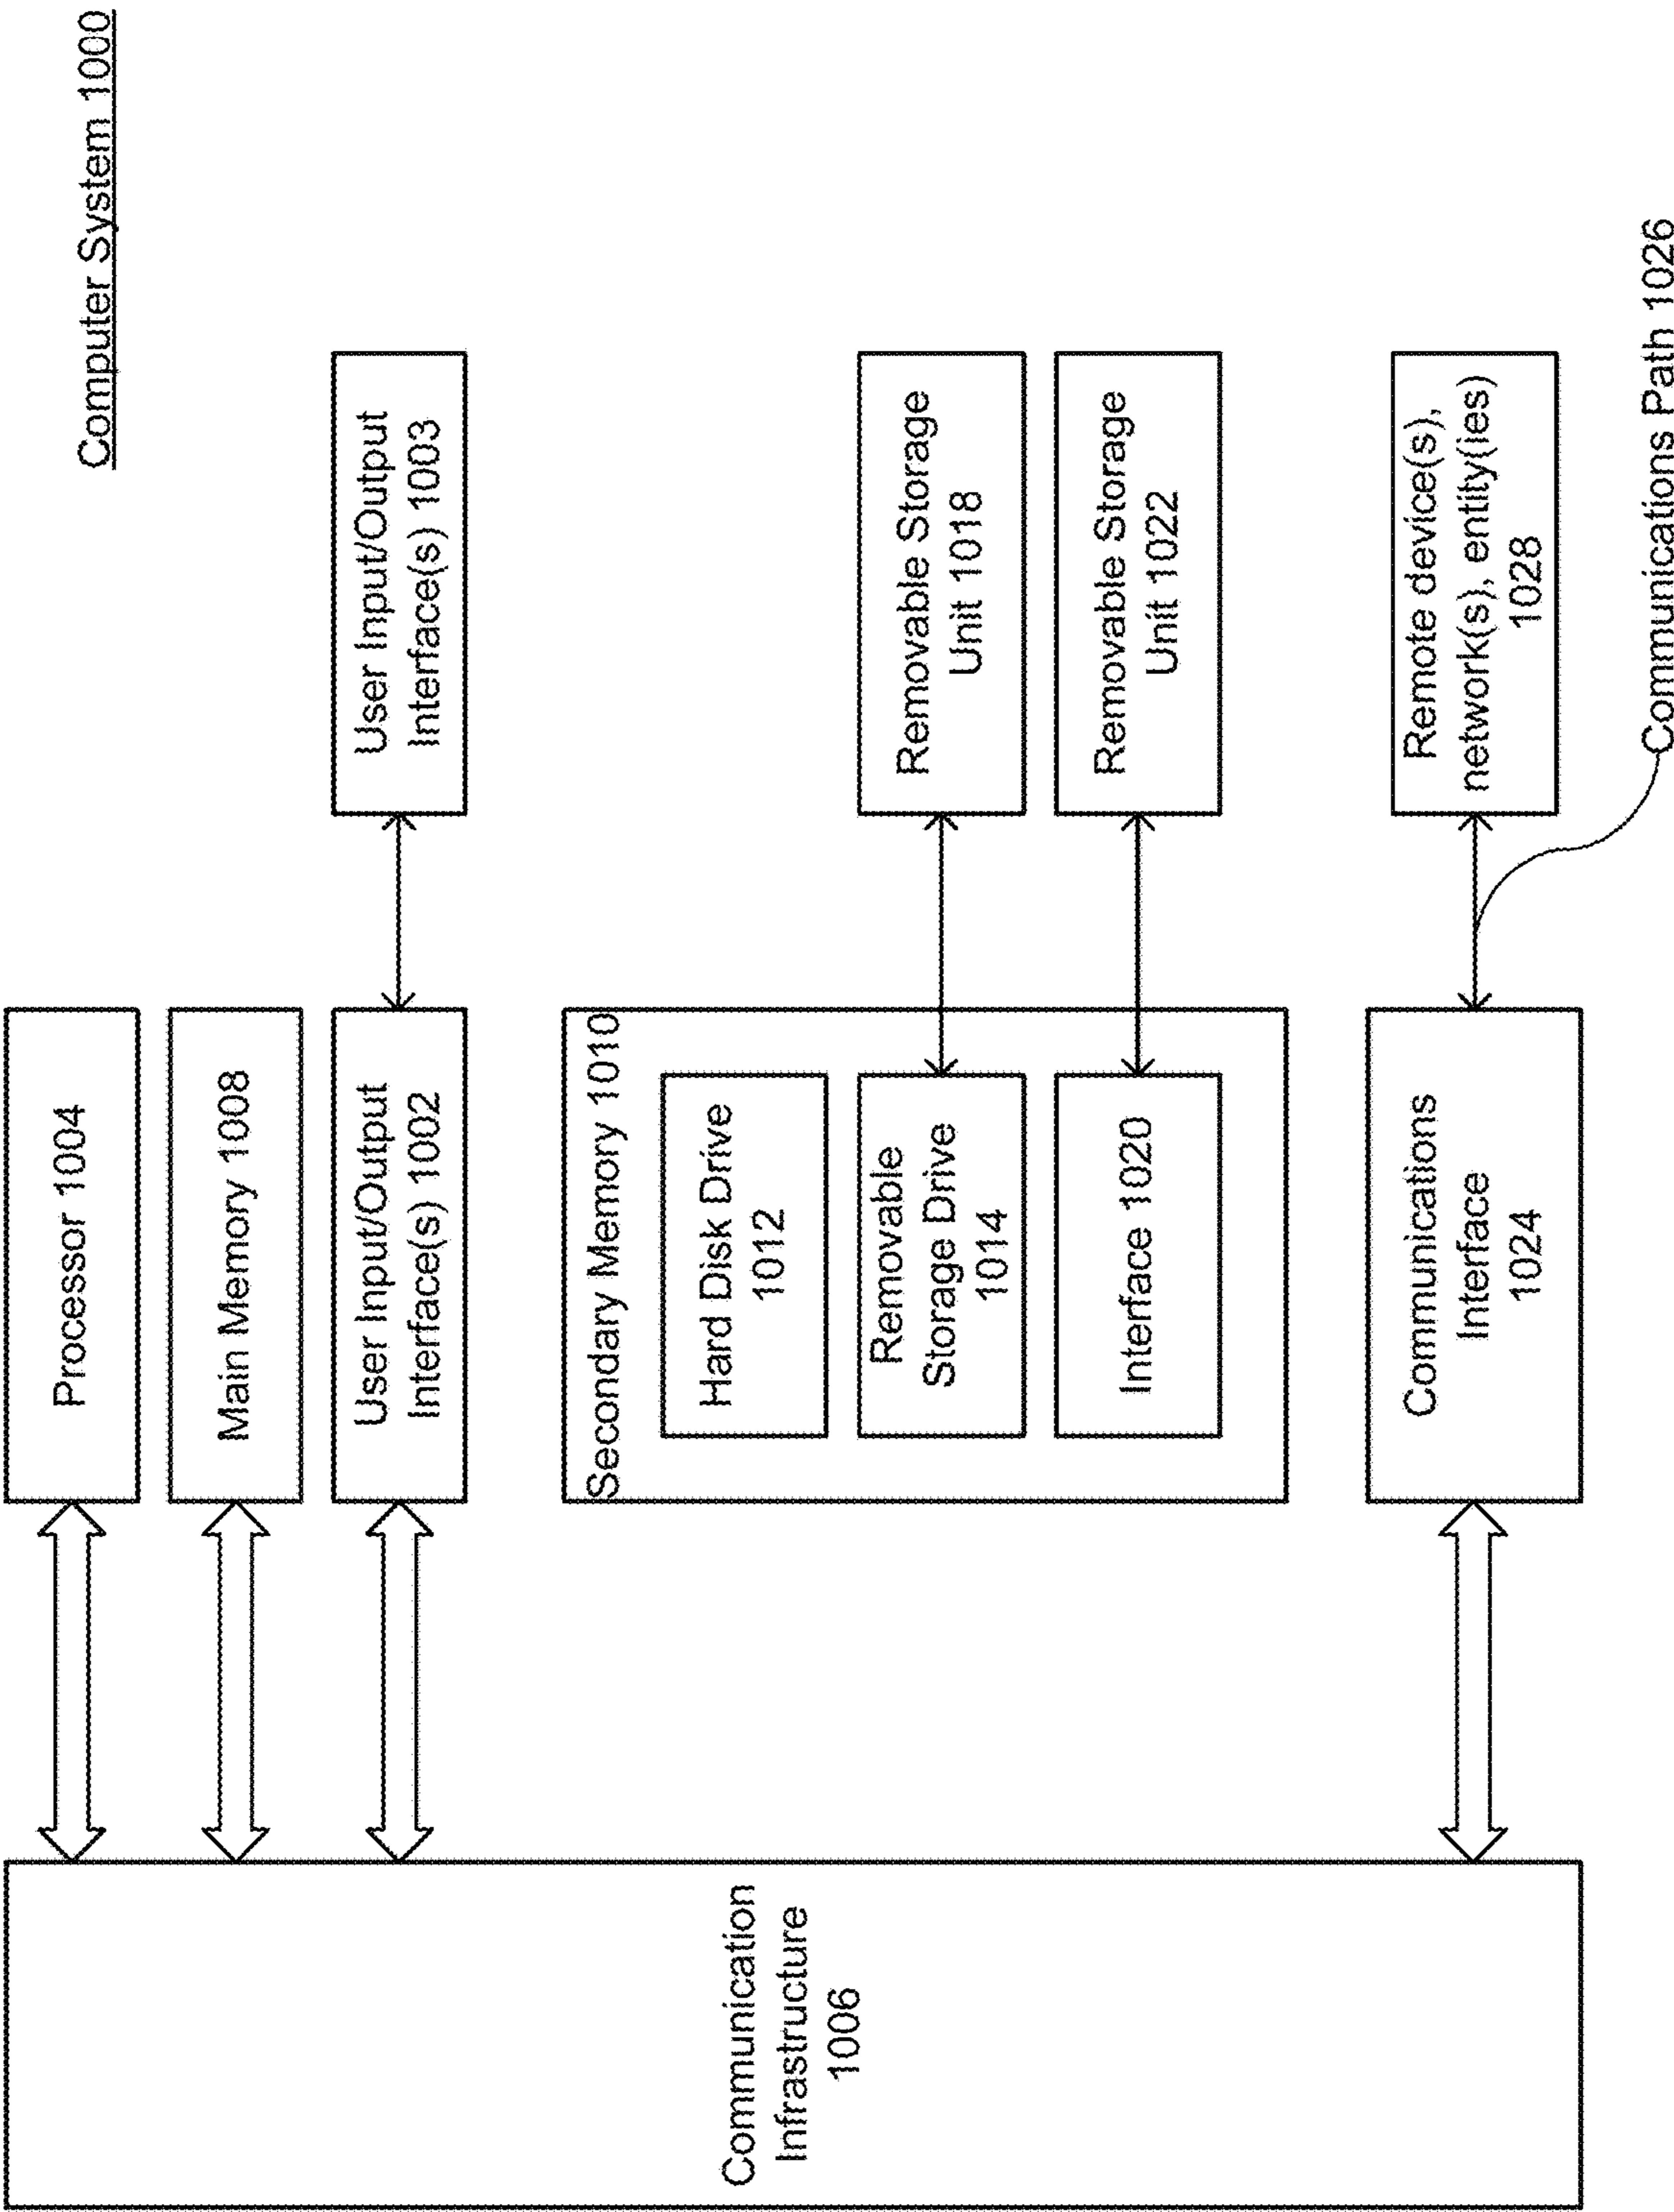 Computer System 1000
Processor 1004
Main Memory 1008
User Input/Output
Interface(s) 1002
User Input/Output
Interface(s) 1003
Communication
Infrastructure
1006
Secondary Memory 1010
Hard Disk Drive
1012
Removable
Storage Drive
1014
Removable Storage
Unit 1018
Interface 1020
Removable Storage
Unit 1022
Communications
Interface
1024
Remote device(s),
network(s), entity(ies)
1028
Communications Path 1026